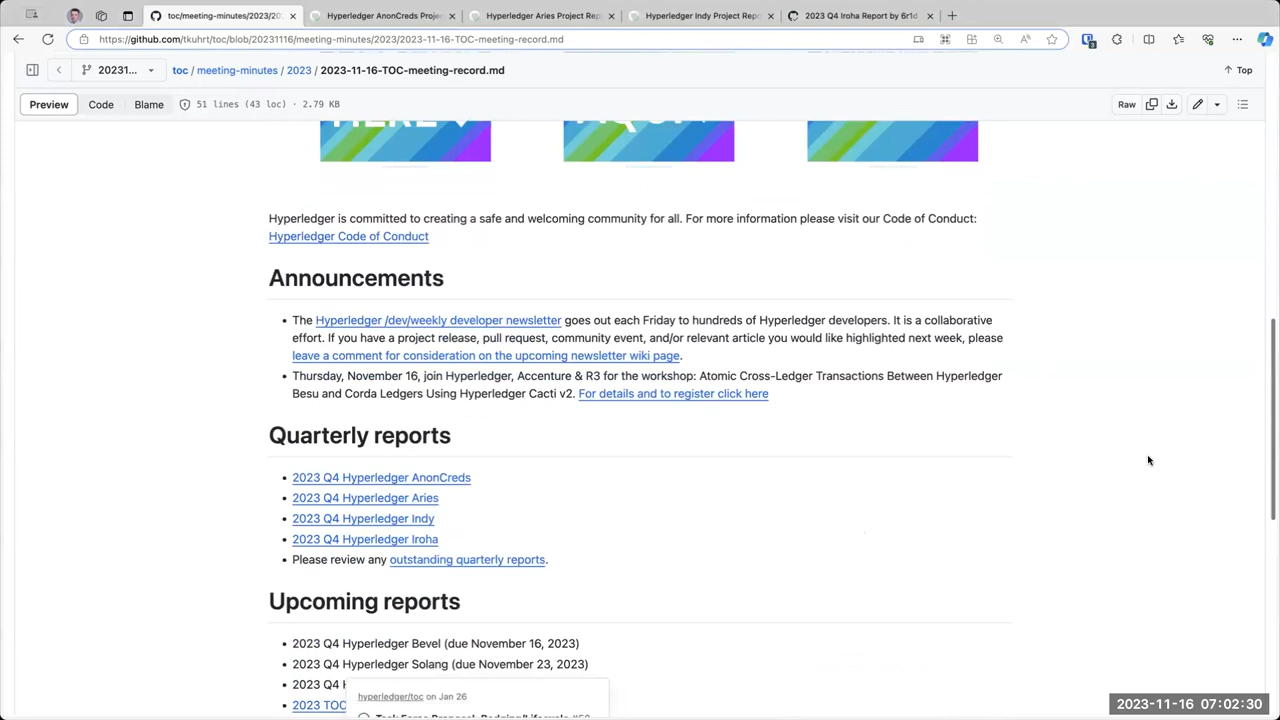 toc/meeting-minutes/2023/20
Hyperledger AnonCreds Proje
Hyperledger Aries Project Rep
Hyperledger Indy Project Repo
2023 Q4 Iroha Report by 6r1d
https://github.com/tkuhrt/toc/blob/20231116/meeting-minutes/2023/2023-11-16-TOC-meeting-record.md
20231... toc / meeting-minutes / 2023 / 2023-11-16-TOC-meeting-record.md Top
Preview Code Blame 51 lines (43 loc) · 2.79 KB Raw
Hyperledger is committed to creating a safe and welcoming community for all. For more information please visit our Code of Conduct:
Hyperledger Code of Conduct
Announcements
• The Hyperledger /dev/weekly developer newsletter goes out each Friday to hundreds of Hyperledger developers. It is a collaborative
effort. If you have a project release, pull request, community event, and/or relevant article you would like highlighted next week, please
leave a comment for consideration on the upcoming newsletter wiki page.
• Thursday, November 16, join Hyperledger, Accenture & R3 for the workshop: Atomic Cross-Ledger Transactions Between Hyperledger
Besu and Corda Ledgers Using Hyperledger Cacti v2. For details and to register click here
Quarterly reports
• 2023 Q4 Hyperledger AnonCreds
• 2023 Q4 Hyperledger Aries
• 2023 Q4 Hyperledger Indy
• 2023 Q4 Hyperledger Iroha
• Please review any outstanding quarterly reports.
Upcoming reports
• 2023 Q4 Hyperledger Bevel (due November 16, 2023)
• 2023 Q4 Hyperledger Solang (due November 23, 2023)
• 2023 Q4 H
• 2023 TOC
hyperledger/toc on Jan 26
2023-11-16 07:02:30